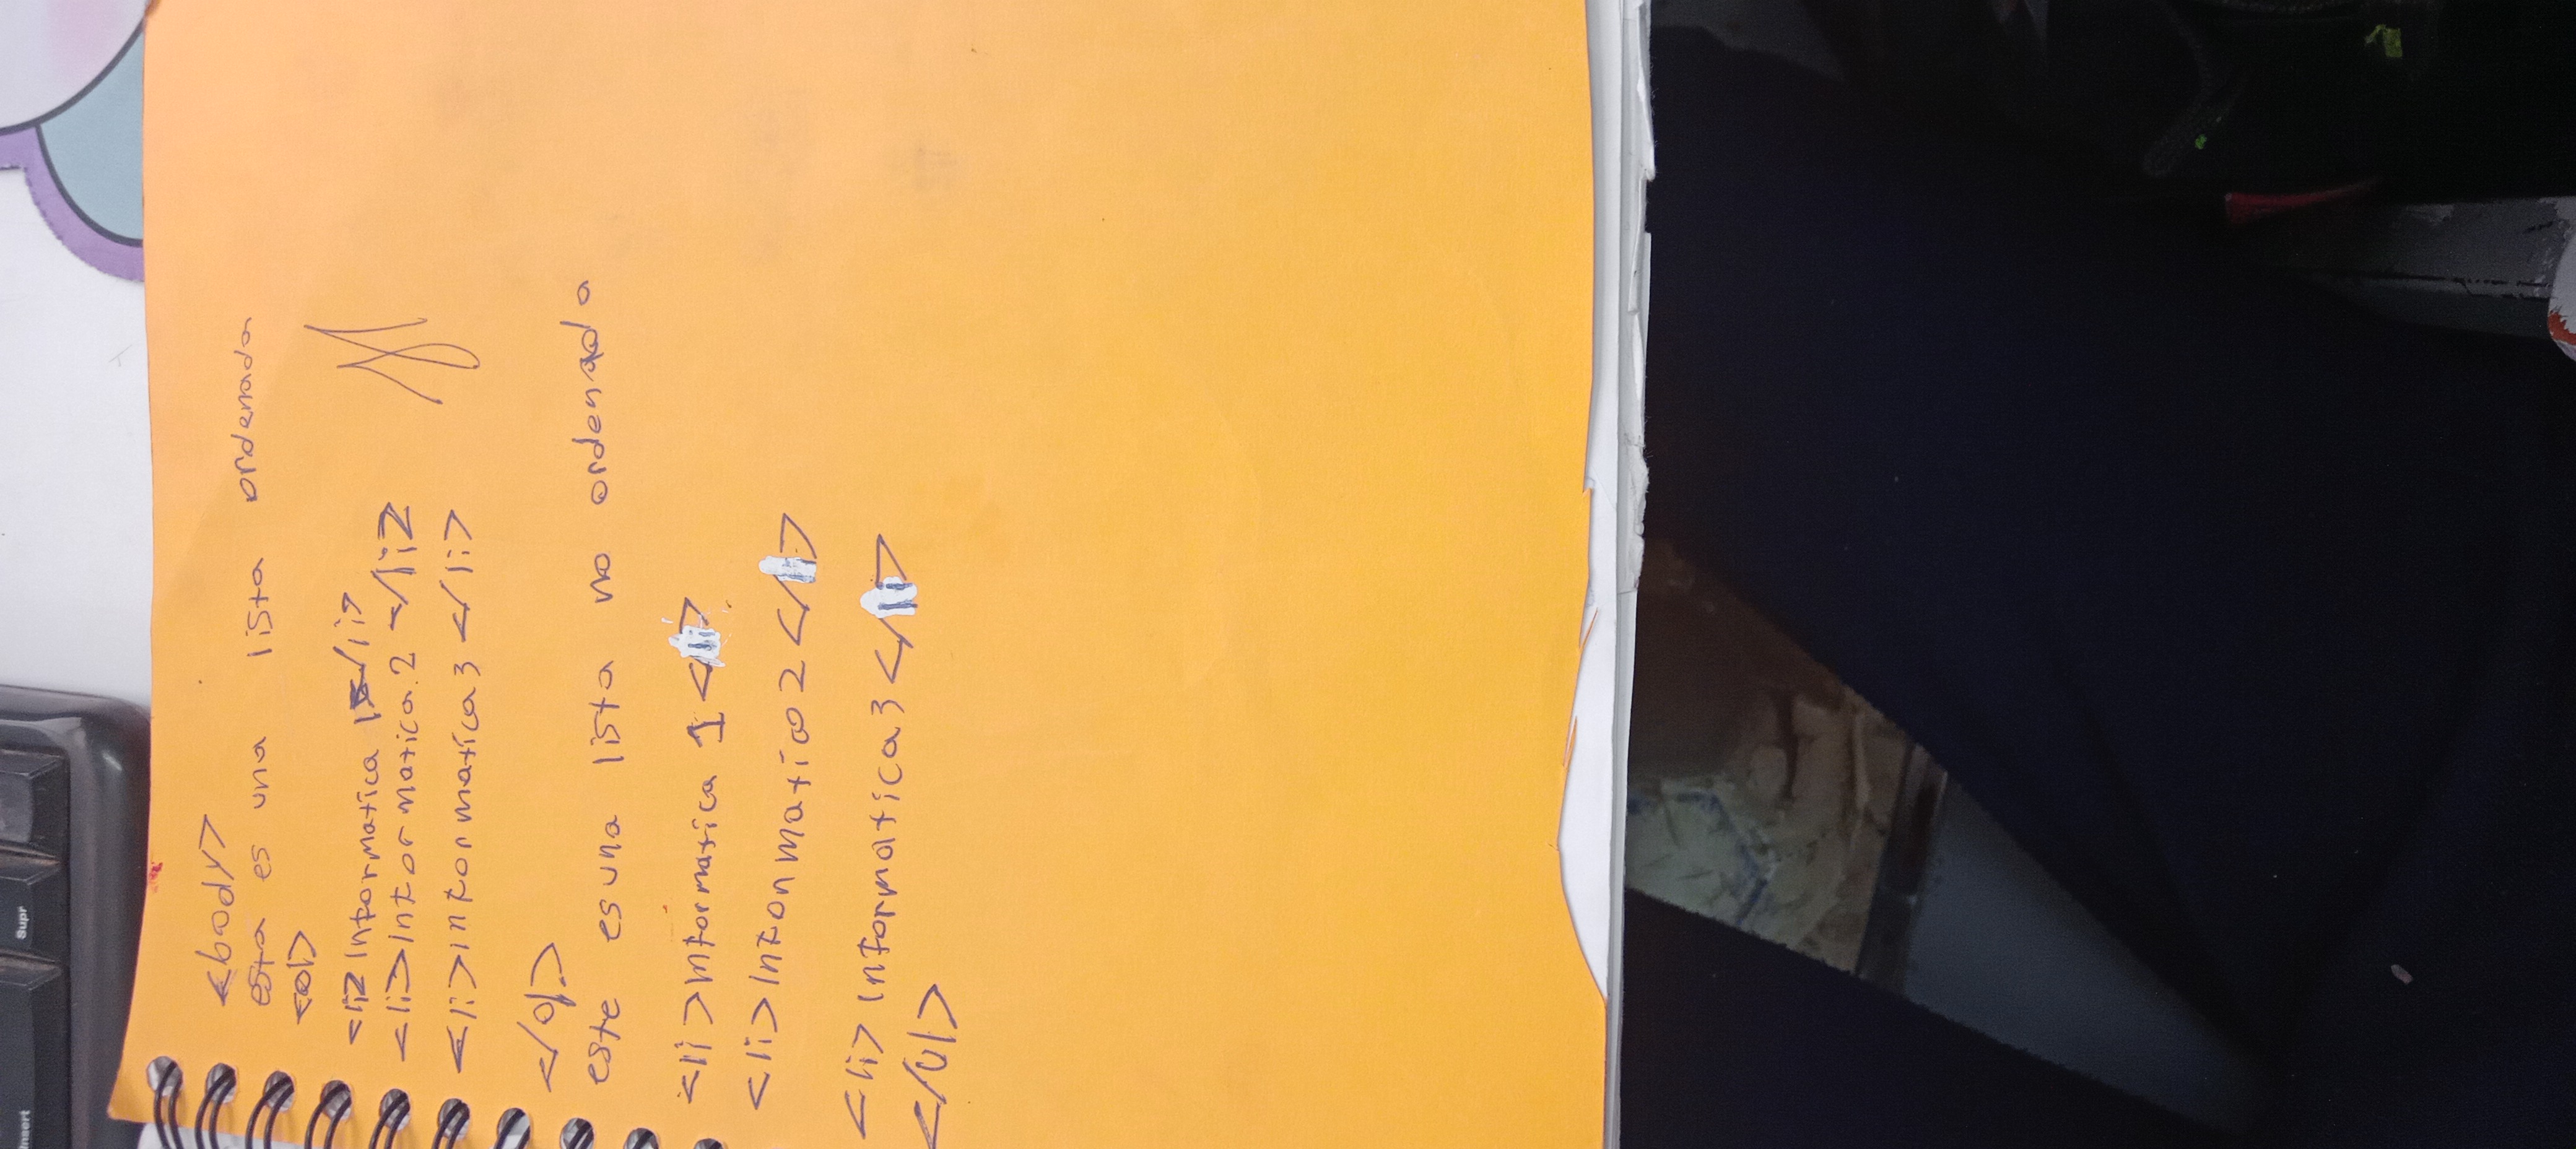 <body>
esta es una lista ordenada
<ol>
<li> Informatica 1 </li>
<li> informatica 2 </li>
<li> informatica 3 </li>
</ol>
este es una lista no ordenada
<li> Informatica 1 </li>
<li> Informatica 2 </li>
<li> Informatica 3 </li>
</ul>
Insert
Supr